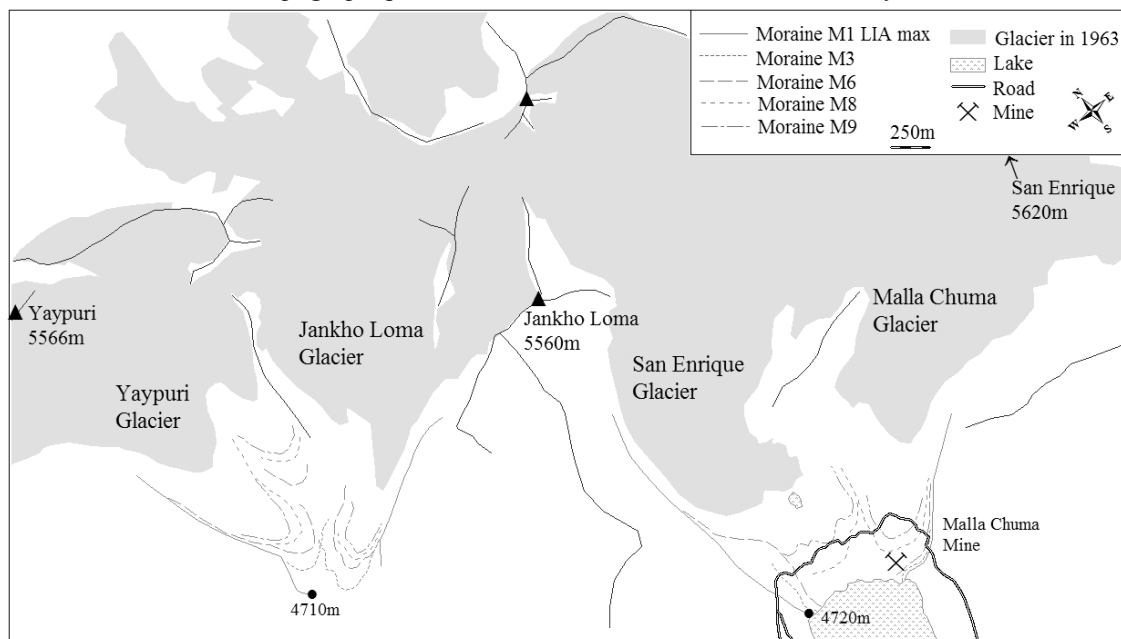 Moraine M1 LIA max
Moraine M3
Moraine M6
Moraine M8
Moraine M9
Glacier in 1963
Lake
Road
Mine
250m
N
E
W
S
San Enrique
5620m
Yaypuri
5566m
Jankho Loma
Glacier
Jankho Loma
5560m
Malla Chuma
Glacier
San Enrique
Glacier
Yaypuri
Glacier
Malla Chuma
Mine
4710m
4720m